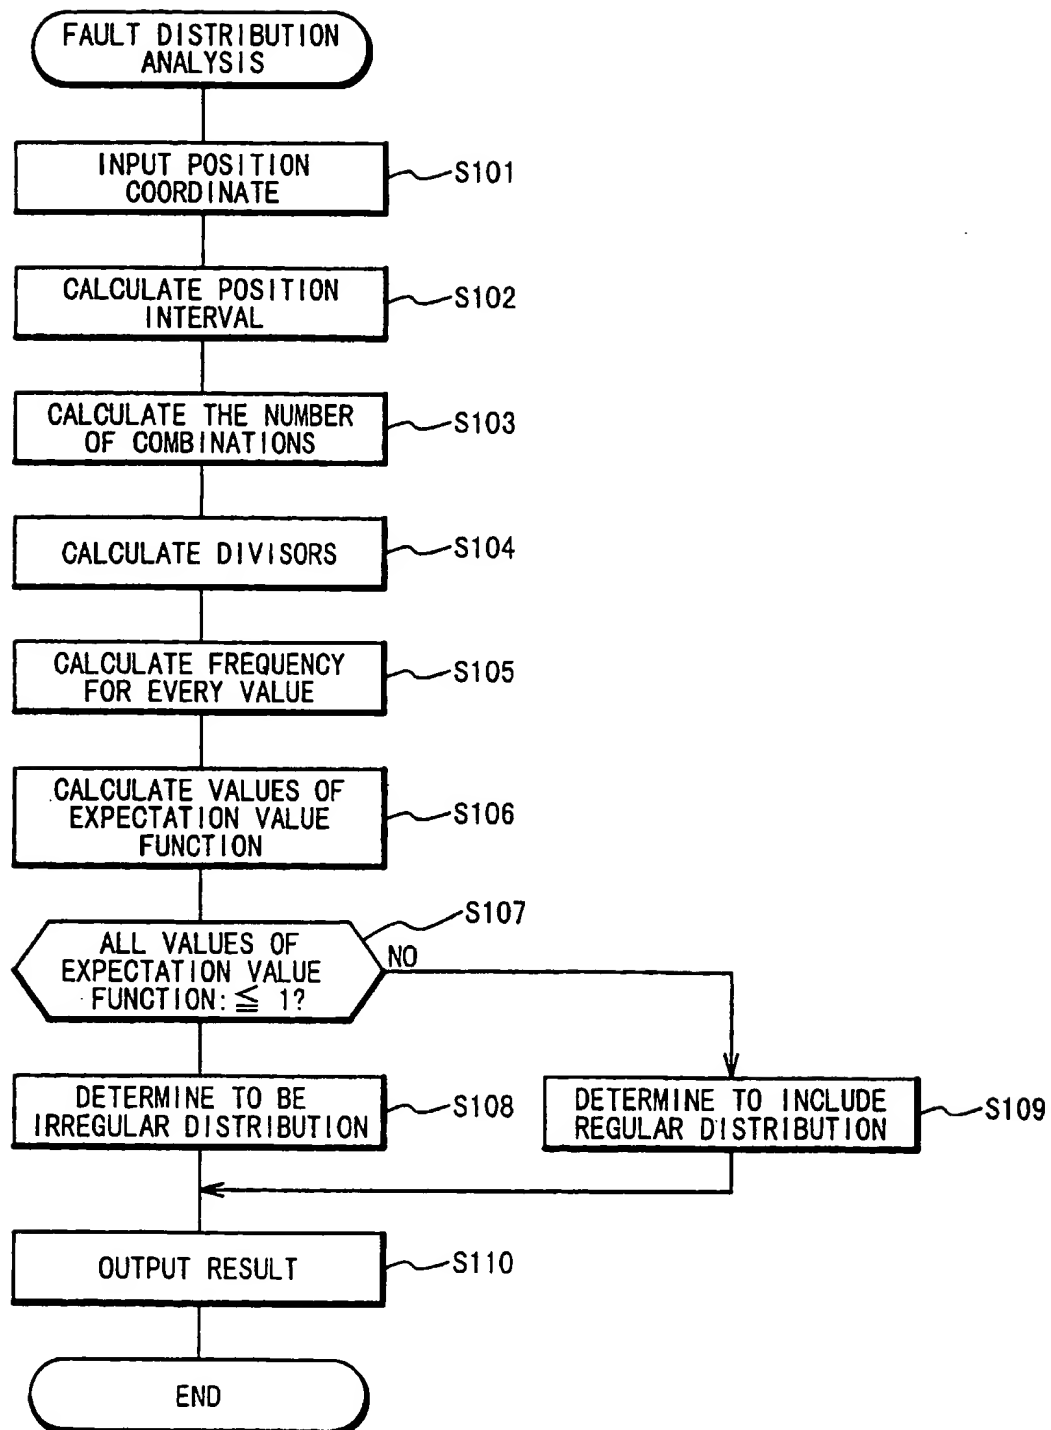 FAULT DISTRIBUTION
ANALYSIS
INPUT POSITION
COORDINATE
S101
CALCULATE POSITION
INTERVAL
S102
CALCULATE THE NUMBER
OF COMBINATIONS
S103
CALCULATE DIVISORS
S104
CALCULATE FREQUENCY
FOR EVERY VALUE
S105
CALCULATE VALUES OF
EXPECTATION VALUE
FUNCTION
S106
S107
ALL VALUES OF
EXPECTATION VALUE
FUNCTION: ≦ 1?
NO
DETERMINE TO BE
IRREGULAR DISTRIBUTION
S108
DETERMINE TO INCLUDE
REGULAR DISTRIBUTION
S109
OUTPUT RESULT
S110
END